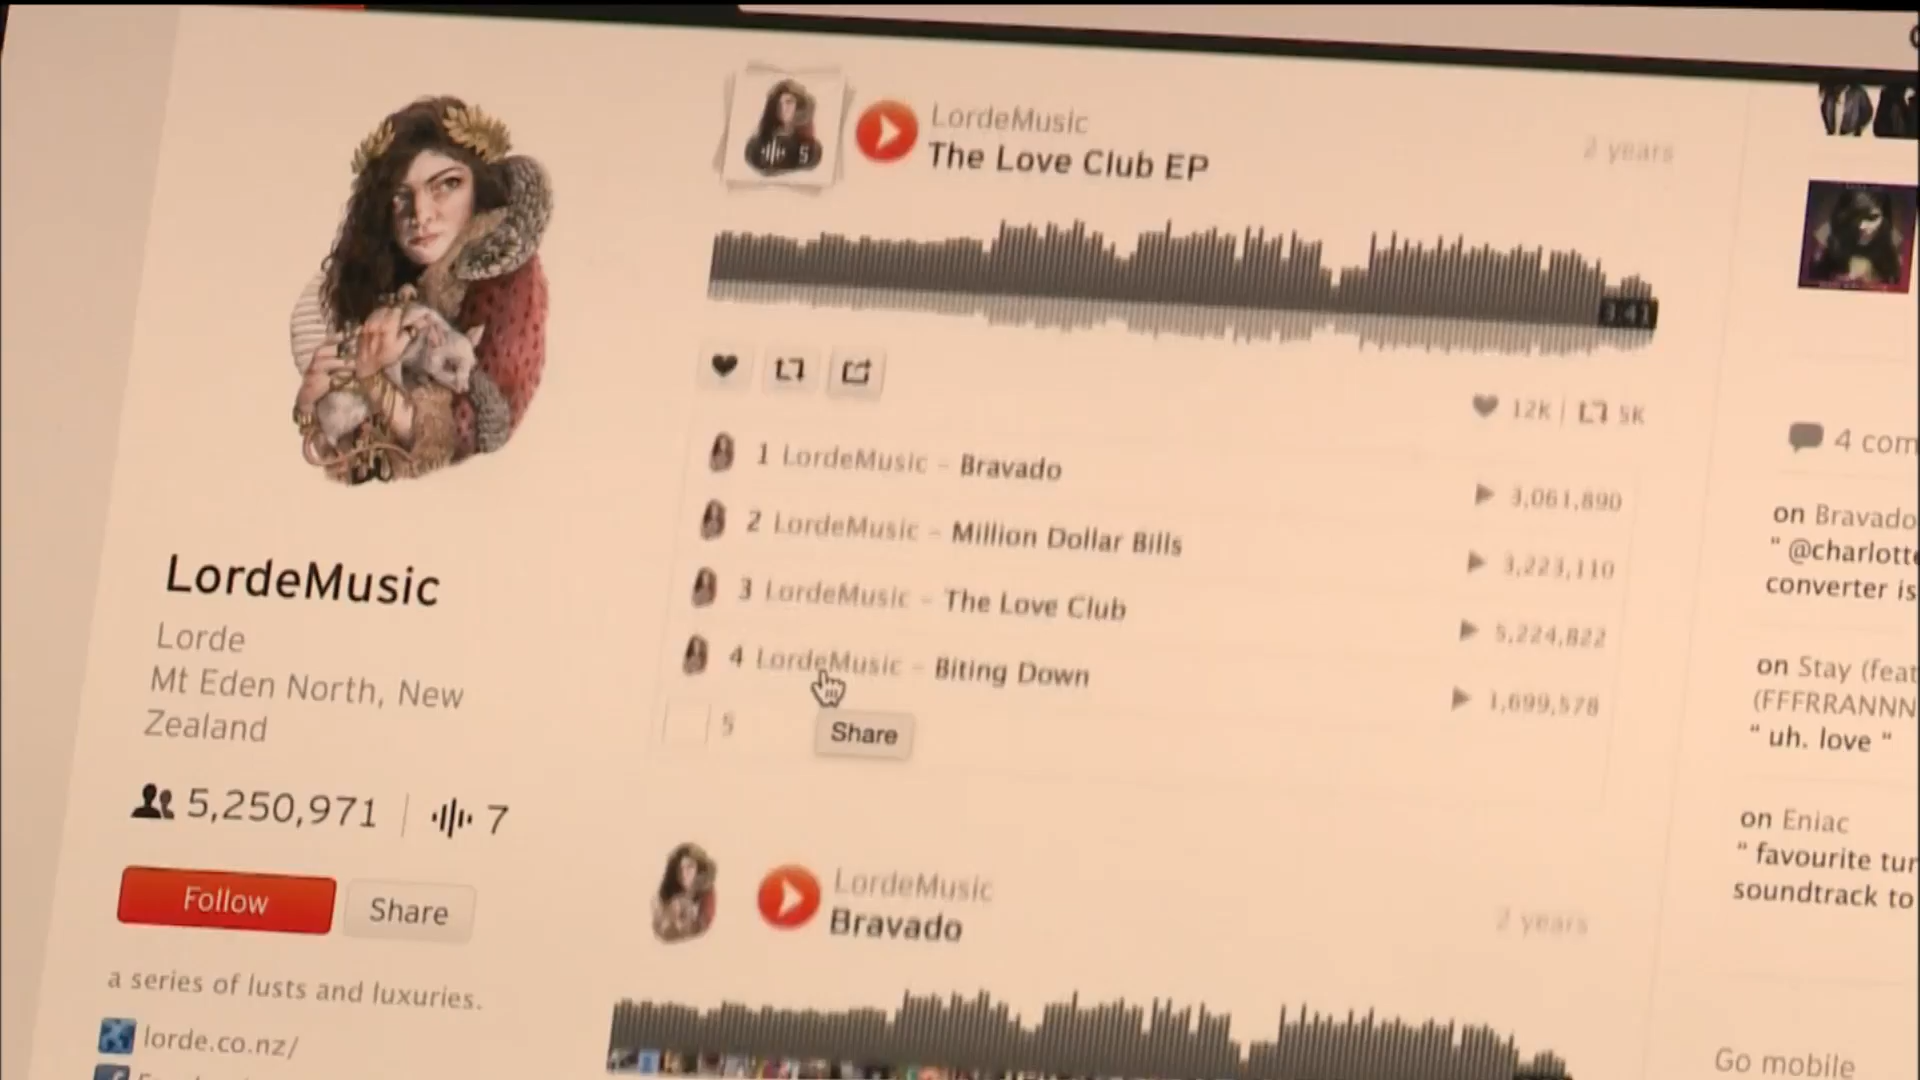 LordeMusic
The Love Club EP
2 years
5
3:41
12K | 5K
1 LordeMusic - Bravado
3,061,890
2 LordeMusic - Million Dollar Bills
3,223,110
3 LordeMusic - The Love Club
5,224,822
4 LordeMusic - Biting Down
1,699,578
5
Share
LordeMusic
Bravado
2 years
LordeMusic
Lorde
Mt Eden North, New
Zealand
5,250,971 | 7
Follow
Share
a series of lusts and luxuries.
lorde.co.nz/
4 com
on Bravado
" @charlotte
converter is
on Stay (feat
(FFFRRANNN
" uh. love "
on Eniac
" favourite tur
soundtrack to
Go mobile